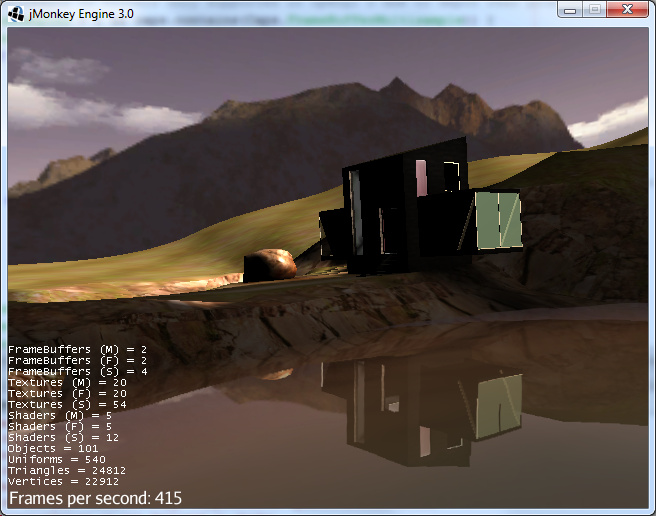 jMonkey Engine 3.0
FrameBuffers (M) = 2
FrameBuffers (F) = 2
FrameBuffers (S) = 4
Textures (M) = 20
Textures (F) = 20
Textures (S) = 54
Shaders (M) = 5
Shaders (F) = 5
Shaders (S) = 12
Objects = 101
Uniforms = 540
Triangles = 24812
Vertices = 22912
Frames per second: 415